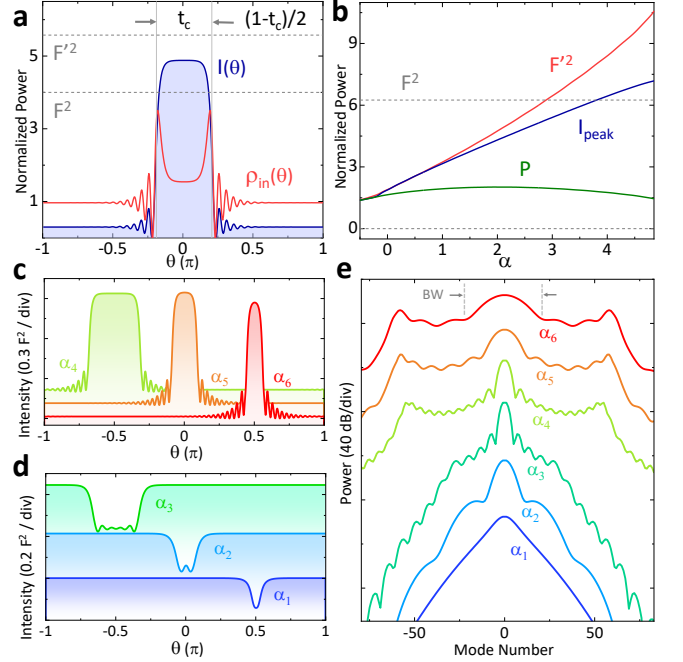 a
t_c
(1-t_c)/2
F'²
I(θ)
F²
ρ_in(θ)
Normalized Power
5
3
1
-1 0 0 1
θ (π)
b
F'²
F²
I_peak
P
Normalized Power
9
6
3
0
0 1 2 3 4
α
c
α₄
α₅
α₆
Intensity (0.3 F² / div)
-1 -0.5 0 0.5 1
θ (π)
d
α₃
α₂
α₁
Intensity (0.2 F² / div)
-1 -0.5 0 0.5 1
θ (π)
e
BW
α₆
α₅
α₄
α₃
α₂
α₁
Power (40 dB/div)
-50 0 50
Mode Number